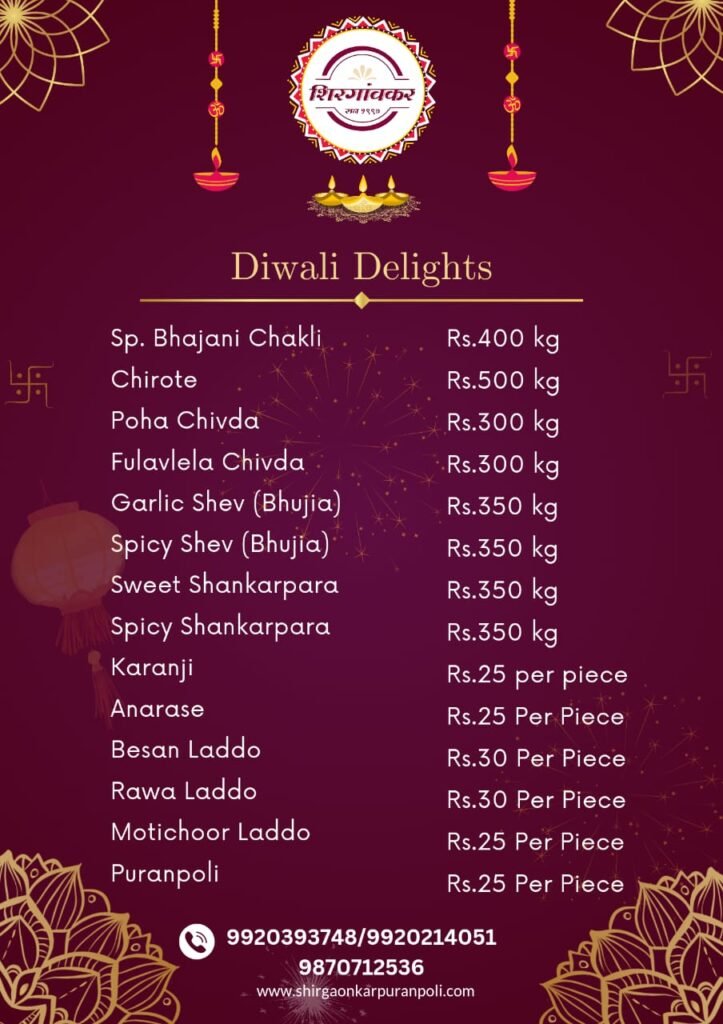 शिरगांवकर
सन १९९७
Diwali Delights
Sp. Bhajani Chakli Rs.400 kg
Chirote Rs.500 kg
Poha Chivda Rs.300 kg
Fulavlela Chivda Rs.300 kg
Garlic Shev (Bhujia) Rs.350 kg
Spicy Shev (Bhujia) Rs.350 kg
Sweet Shankarpara Rs.350 kg
Spicy Shankarpara Rs.350 kg
Karanji Rs.25 per piece
Anarase Rs.25 Per Piece
Besan Laddo Rs.30 Per Piece
Rawa Laddo Rs.30 Per Piece
Motichoor Laddo Rs.25 Per Piece
Puranpoli Rs.25 Per Piece
9920393748/9920214051
9870712536
www.shirgaonkarpuranpoli.com